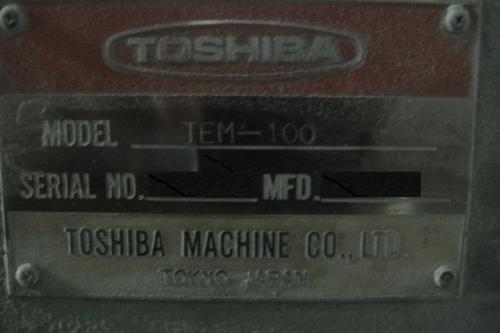 TOSHIBA
MODEL TEM-100
SERIAL NO. MFD.
TOSHIBA MACHINE CO., LTD.
TOKYO JAPAN